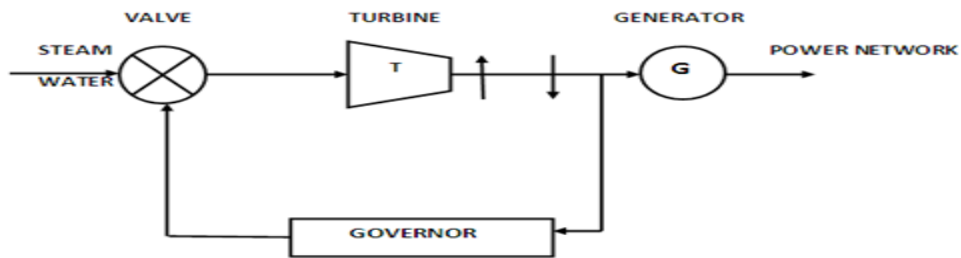 VALVE
TURBINE
GENERATOR
STEAM
WATER
T
G
POWER NETWORK
GOVERNOR